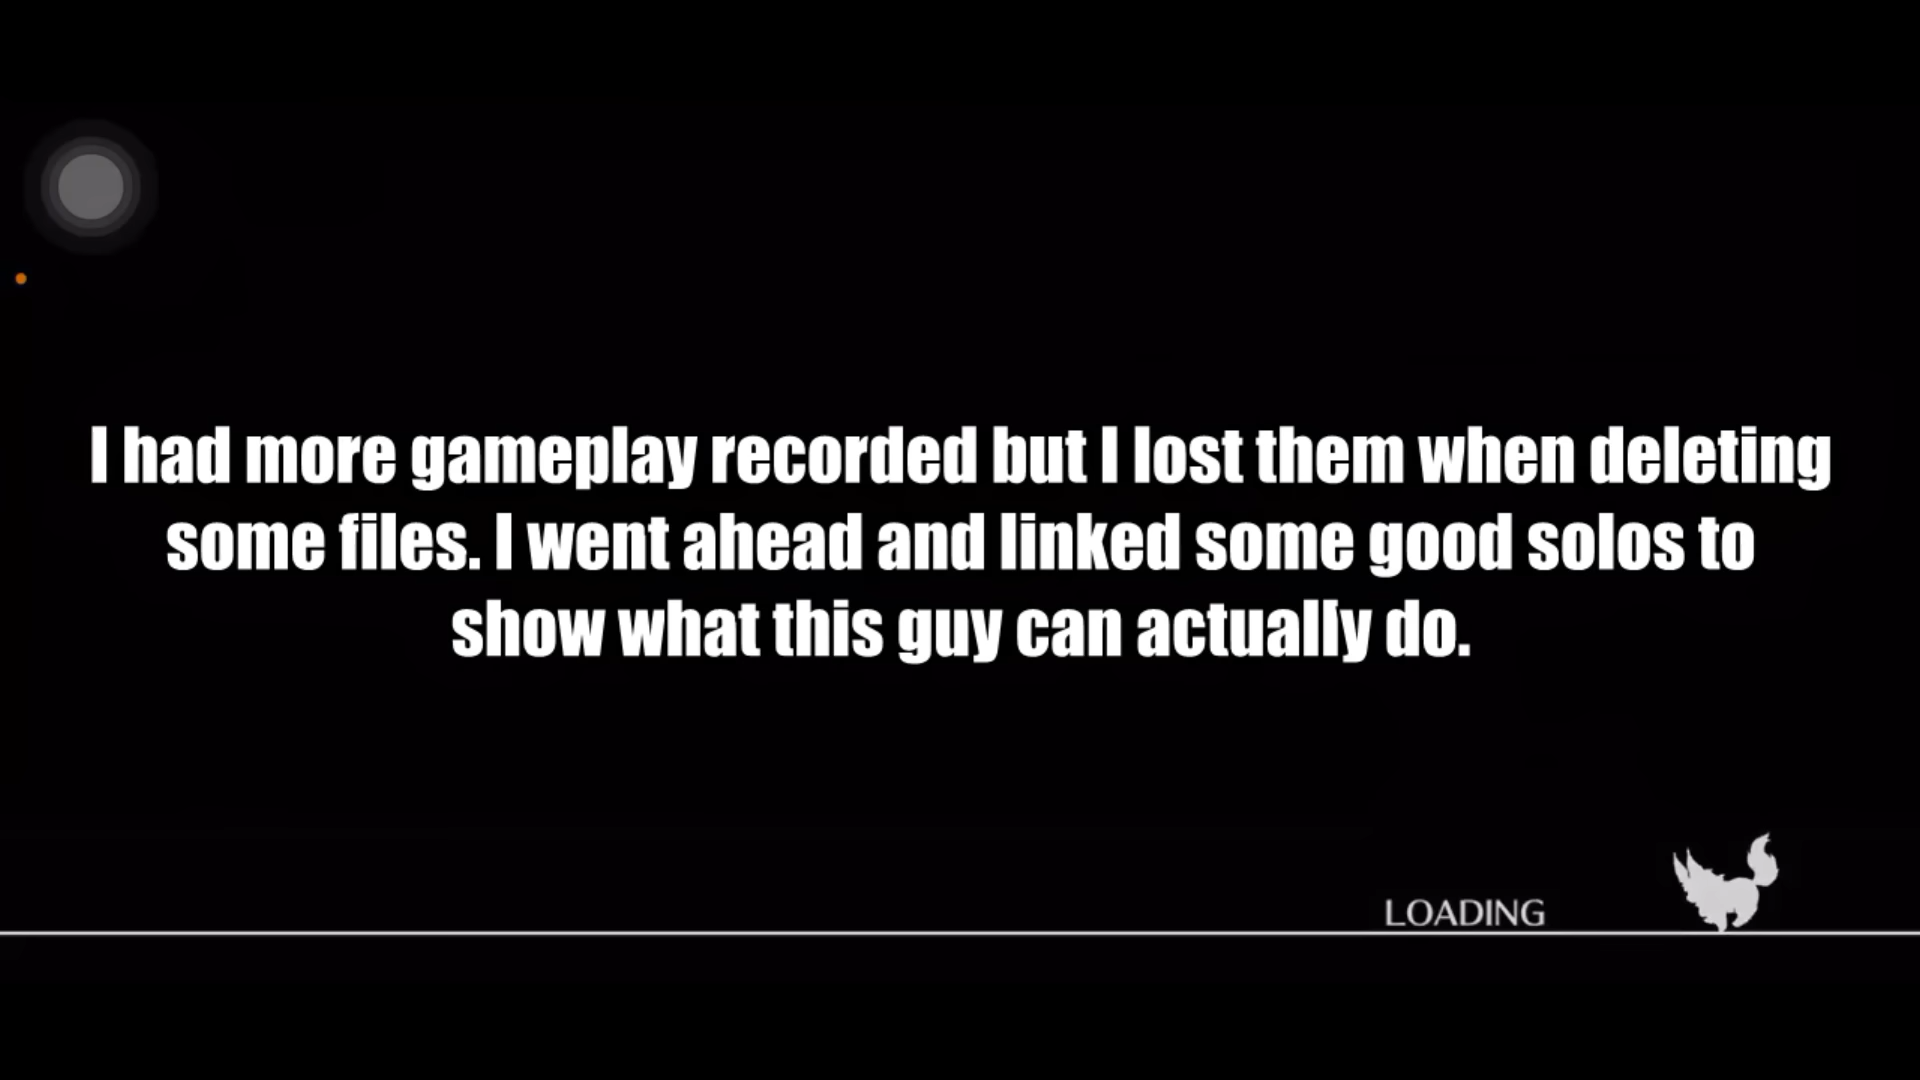 I had more gameplay recorded but I lost them when deleting
some files. I went ahead and linked some good solos to
show what this guy can actually do.
LOADING